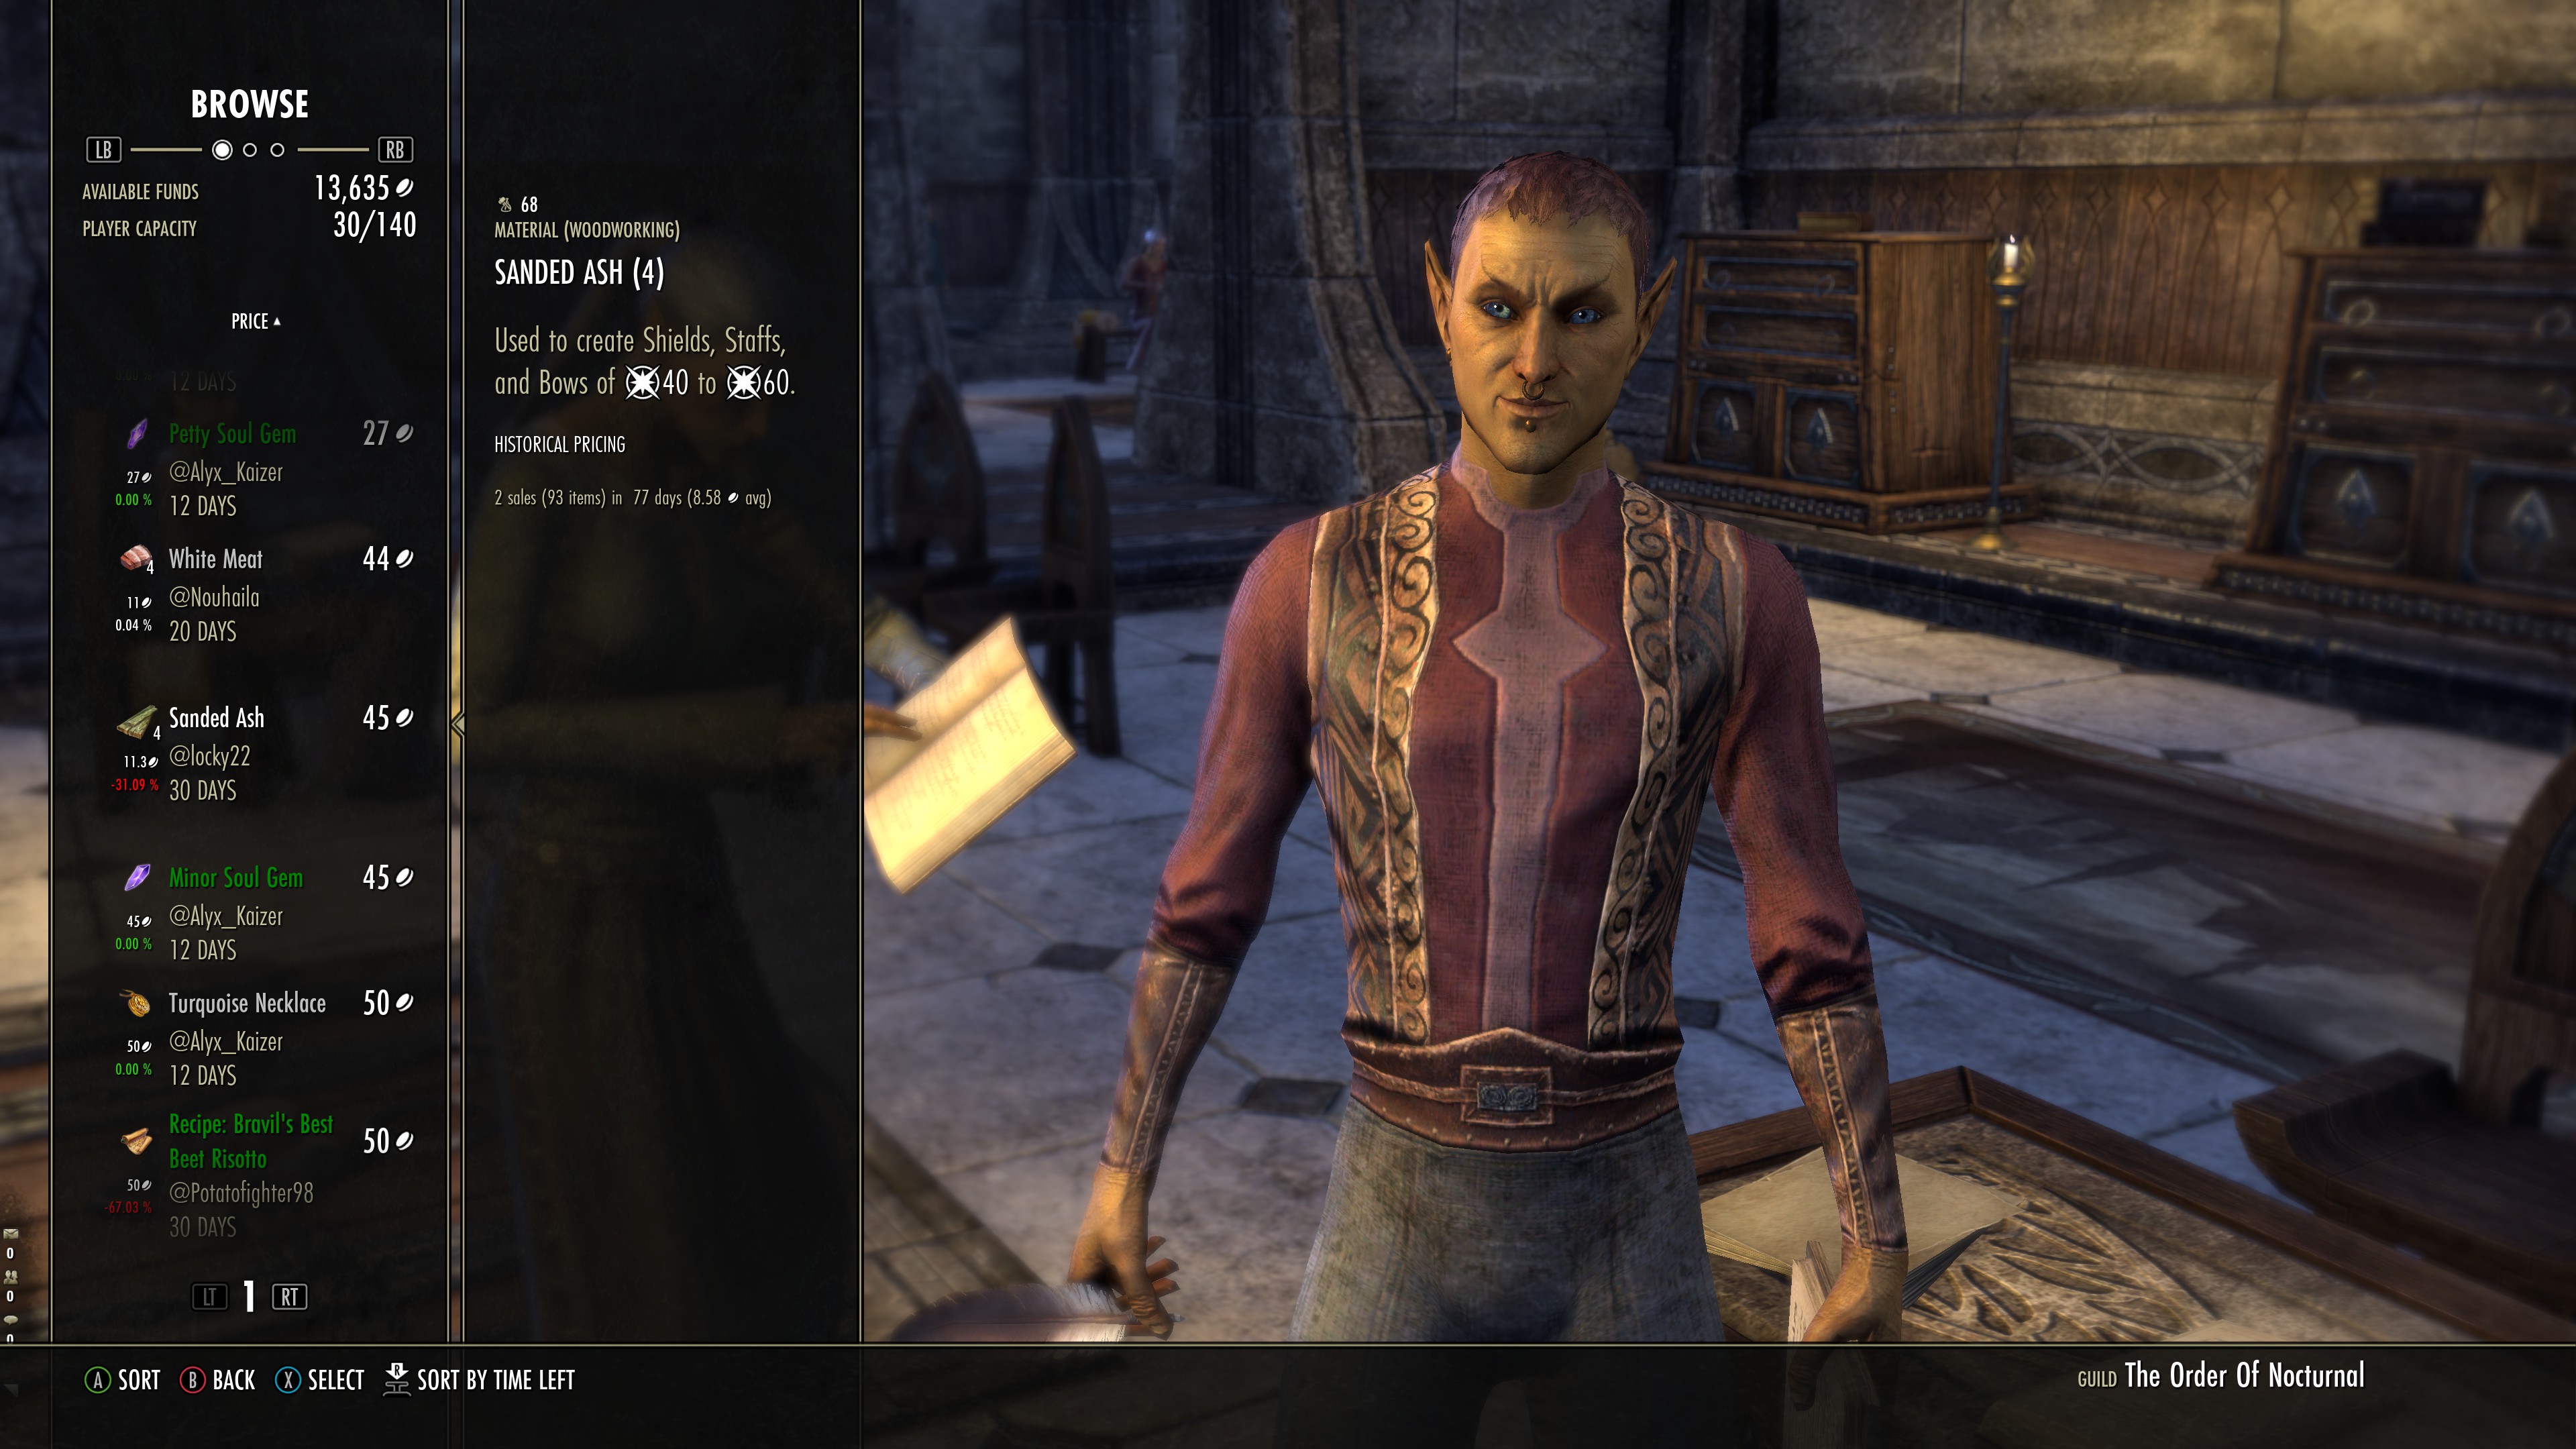 BROWSE
LB RB
AVAILABLE FUNDS 13,635
PLAYER CAPACITY 30/140
PRICE
0.00 %
12 DAYS
Petty Soul Gem 27
27 @Alyx_Kaizer
0.00 % 12 DAYS
White Meat 44
4
11 @Nouhaila
0.04 % 20 DAYS
Sanded Ash 45
4
11.3 @locky22
-31.09 % 30 DAYS
Minor Soul Gem 45
45 @Alyx_Kaizer
0.00 % 12 DAYS
Turquoise Necklace 50
50 @Alyx_Kaizer
0.00 % 12 DAYS
Recipe: Bravil's Best
Beet Risotto 50
50 @Potatofighter98
-67.03 % 30 DAYS
LT 1 RT
0
0
0
68
MATERIAL (WOODWORKING)
SANDED ASH (4)
Used to create Shields, Staffs,
and Bows of 40 to 60.
HISTORICAL PRICING
2 sales (93 items) in 77 days (8.58 avg)
A SORT B BACK X SELECT R SORT BY TIME LEFT
GUILD The Order Of Nocturnal